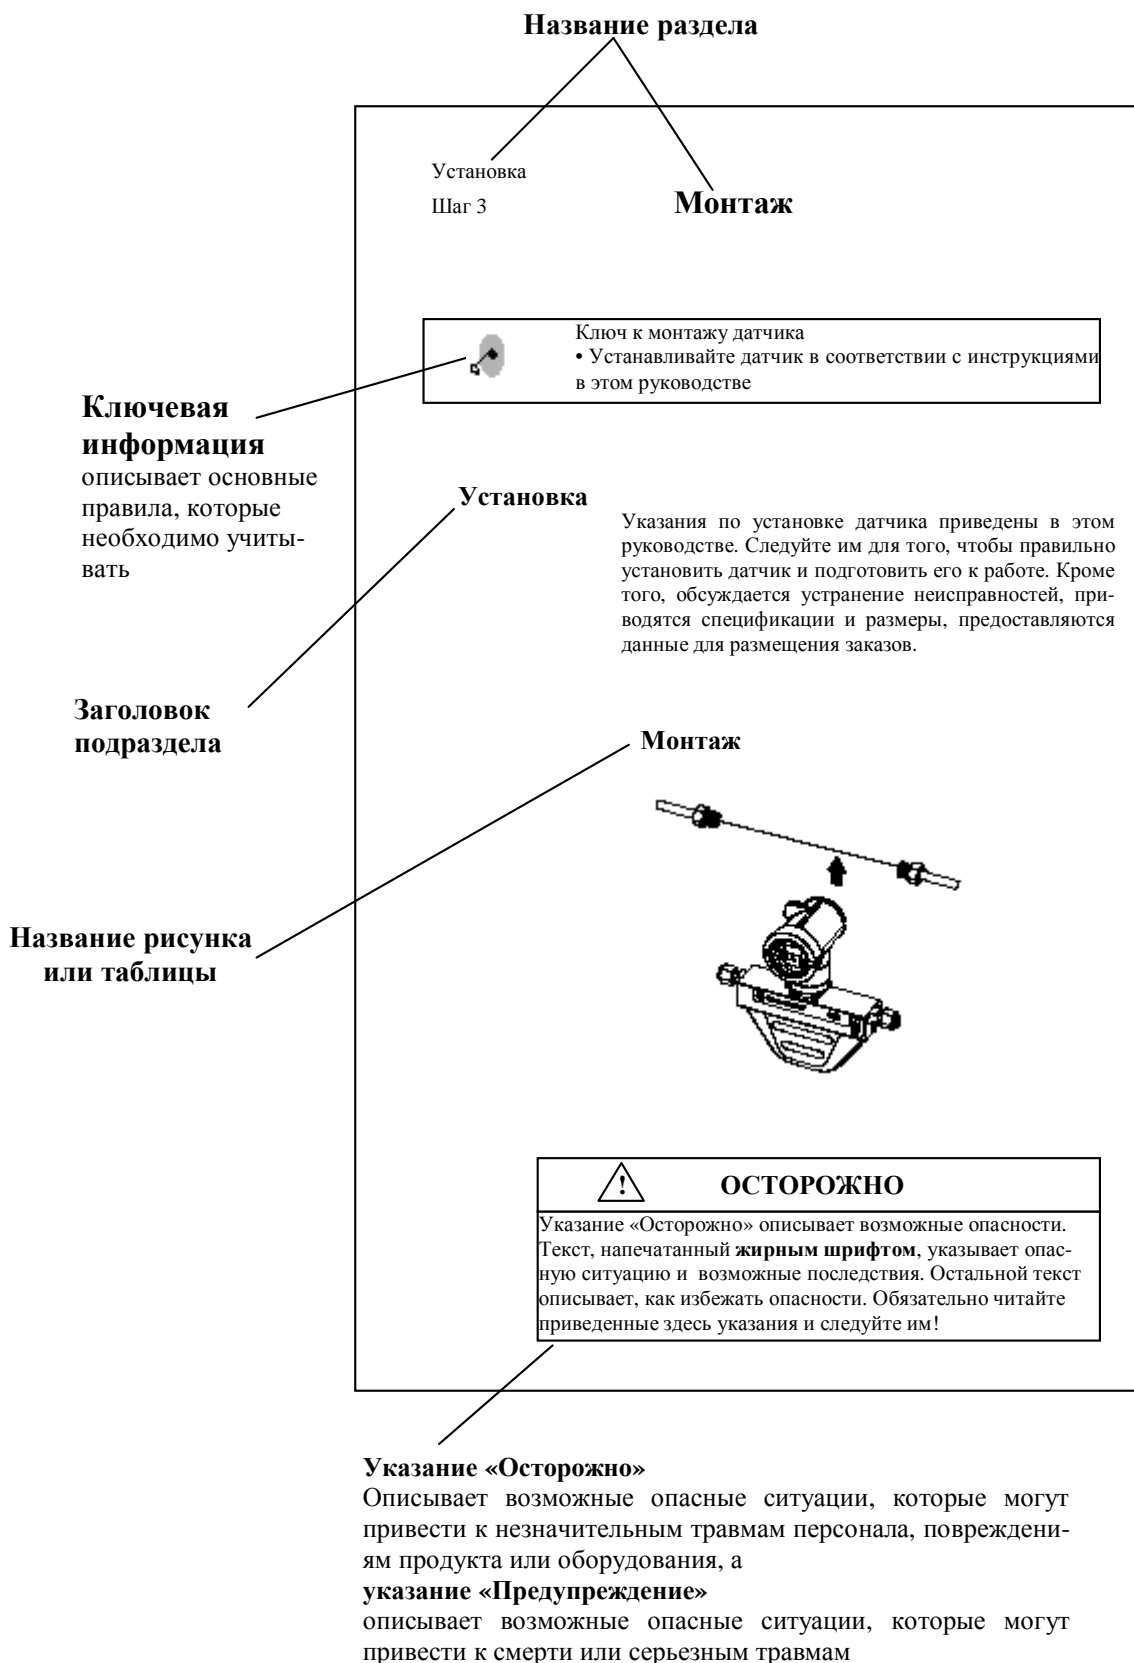 Название раздела
Установка
Шаг 3
Монтаж
Ключ к монтажу датчика
• Устанавливайте датчик в соответствии с инструкциями
в этом руководстве
Ключевая
информация
описывает основные
правила, которые
необходимо учиты-
вать
Установка
Указания по установке датчика приведены в этом
руководстве. Следуйте им для того, чтобы правильно
установить датчик и подготовить его к работе. Кроме
того, обсуждается устранение неисправностей, при-
водятся спецификации и размеры, предоставляются
данные для размещения заказов.
Заголовок
подраздела
Монтаж
Название рисунка
или таблицы
! ОСТОРОЖНО
Указание «Осторожно» описывает возможные опасности.
Текст, напечатанный жирным шрифтом, указывает опас-
ную ситуацию и возможные последствия. Остальной текст
описывает, как избежать опасности. Обязательно читайте
приведенные здесь указания и следуйте им!
Указание «Осторожно»
Описывает возможные опасные ситуации, которые могут
привести к незначительным травмам персонала, повреждени-
ям продукта или оборудования, а
указание «Предупреждение»
описывает возможные опасные ситуации, которые могут
привести к смерти или серьезным травмам